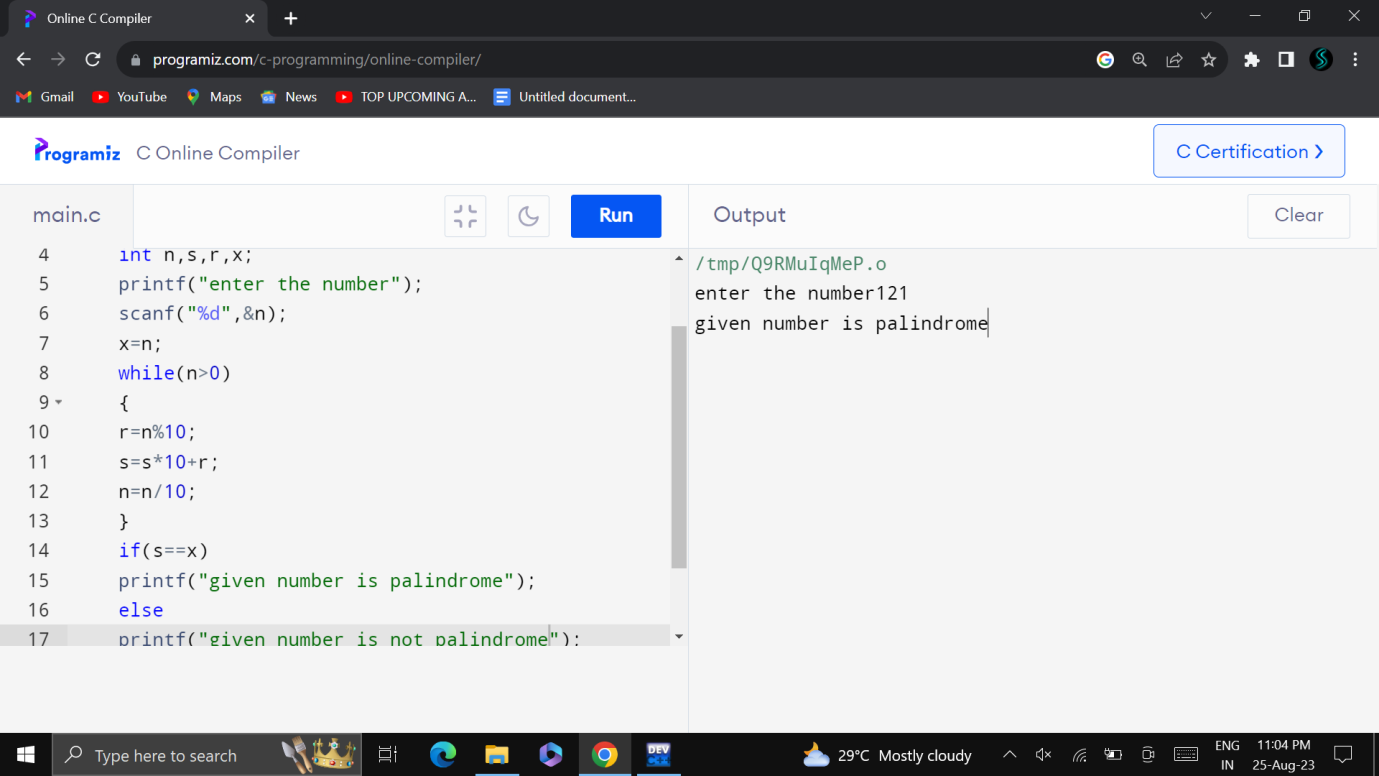 Online C Compiler
programiz.com/c-programming/online-compiler/
Gmail YouTube Maps News TOP UPCOMING A... Untitled document...
Programiz C Online Compiler C Certification
main.c Run Output Clear
4 int n,s,r,x;
5 printf("enter the number");
6 scanf("%d",&n);
7 x=n;
8 while(n>0)
9 {
10 r=n%10;
11 s=s*10+r;
12 n=n/10;
13 }
14 if(s==x)
15 printf("given number is palindrome");
16 else
17 printf("given number is not palindrome");
/tmp/Q9RMuIqMeP.o
enter the number121
given number is palindrome
Type here to search DEV 29°C Mostly cloudy ENG IN 11:04 PM 25-Aug-23